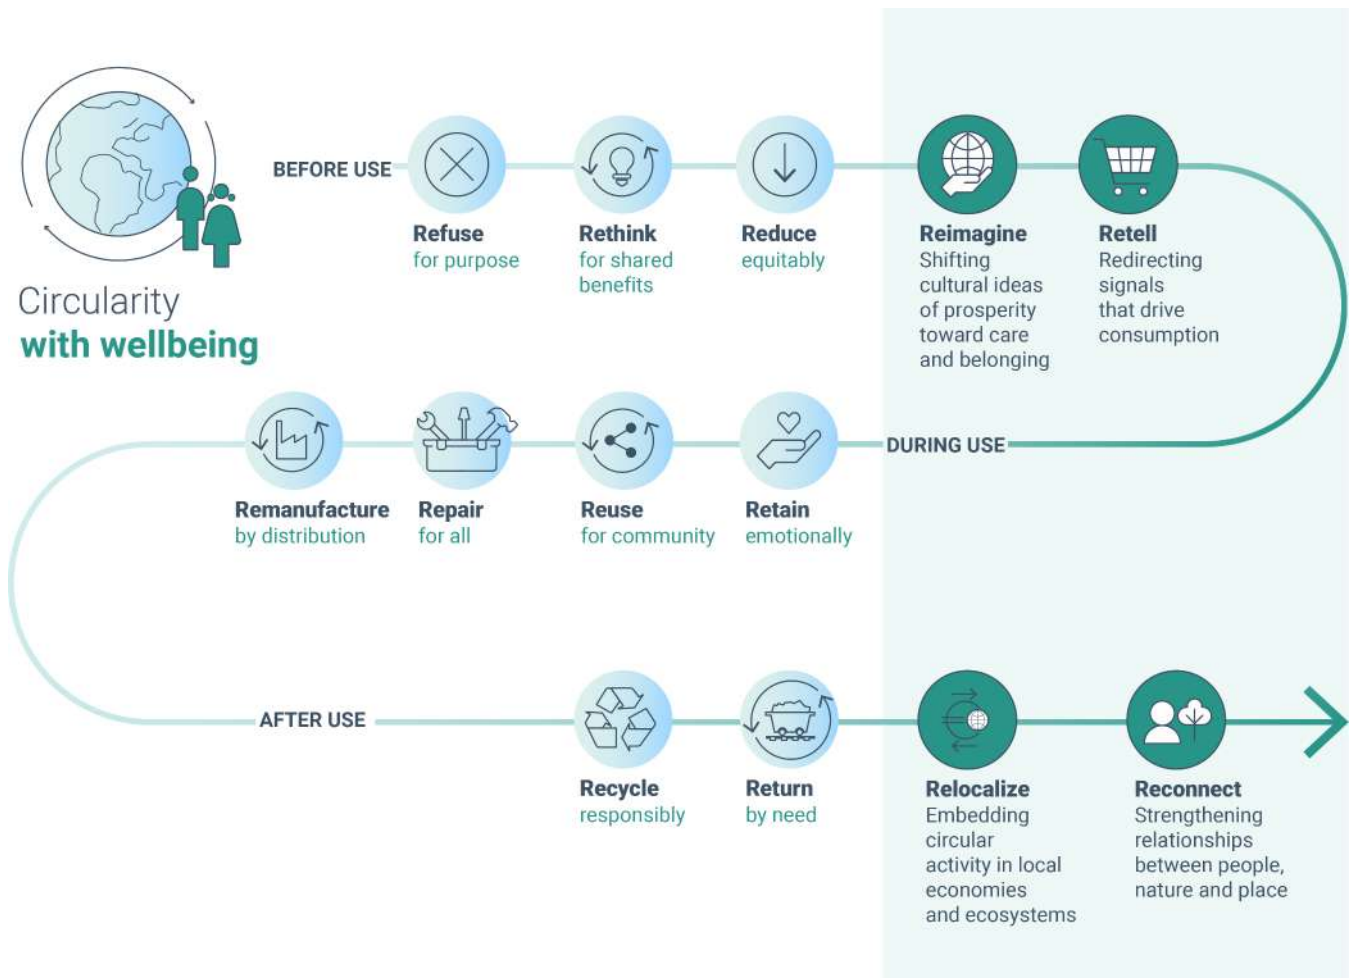 Circularity
with wellbeing
BEFORE USE
Refuse
for purpose
Rethink
for shared
benefits
Reduce
equitably
Reimagine
Shifting
cultural ideas
of prosperity
toward care
and belonging
Retell
Redirecting
signals
that drive
consumption
DURING USE
Retain
emotionally
Reuse
for community
Repair
for all
Remanufacture
by distribution
AFTER USE
Recycle
responsibly
Return
by need
Relocalize
Embedding
circular
activity in local
economies
and ecosystems
Reconnect
Strengthening
relationships
between people,
nature and place